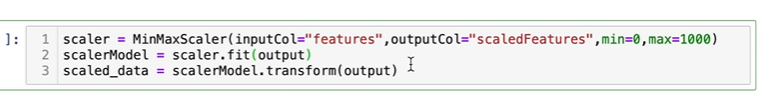 ]:
1 scaler = MinMaxScaler(inputCol="features",outputCol="scaledFeatures",min=0,max=1000)
2 scalerModel = scaler.fit(output)
3 scaled_data = scalerModel.transform(output)